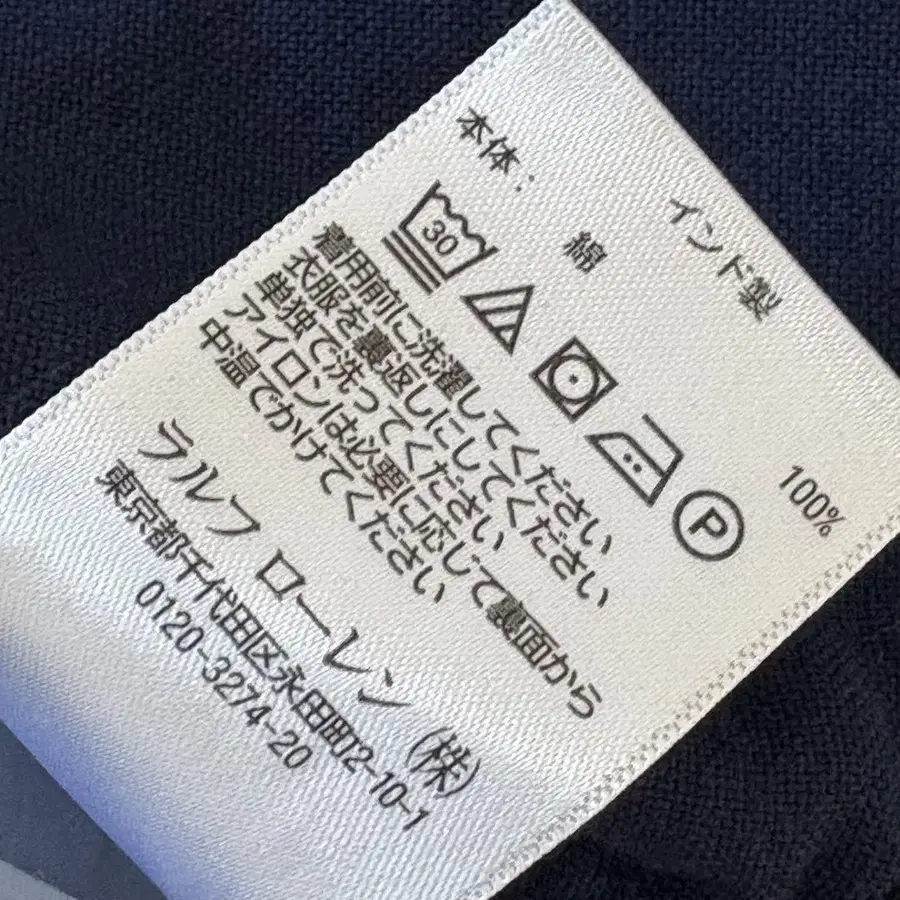 インド製
本体:
綿 100%
30
P
着用前に洗濯してください
衣服を裏返しにしてください
単独で洗ってください
アイロンは必要に応じて裏面から
中温でかけてください
ラルフ ローレン (株)
東京都千代田区永田町2-10-1
0120-3274-20